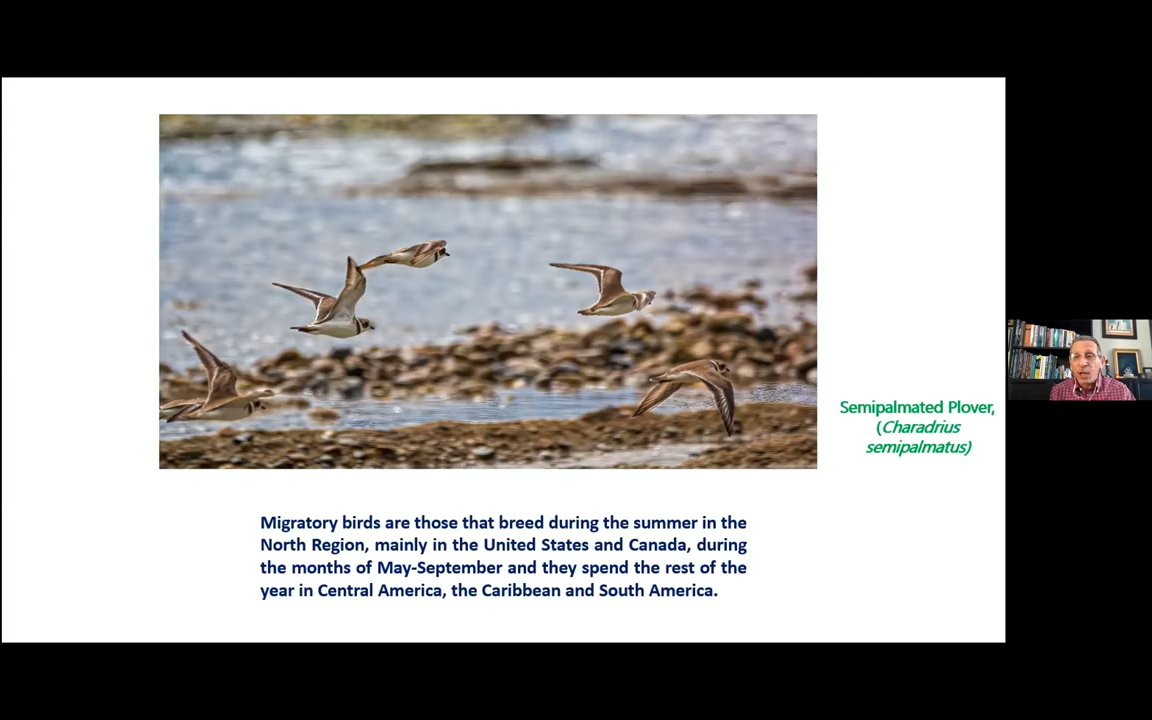 Semipalmated Plover,
(Charadrius
semipalmatus)
Migratory birds are those that breed during the summer in the
North Region, mainly in the United States and Canada, during
the months of May-September and they spend the rest of the
year in Central America, the Caribbean and South America.